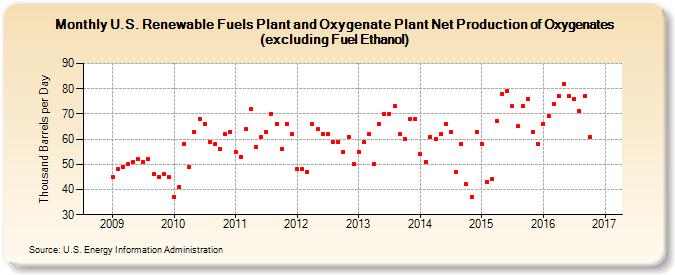 Monthly U.S. Renewable Fuels Plant and Oxygenate Plant Net Production of Oxygenates
(excluding Fuel Ethanol)
Thousand Barrels per Day
90
80
70
60
50
40
30
2009 2010 2011 2012 2013 2014 2015 2016 2017
Source: U.S. Energy Information Administration